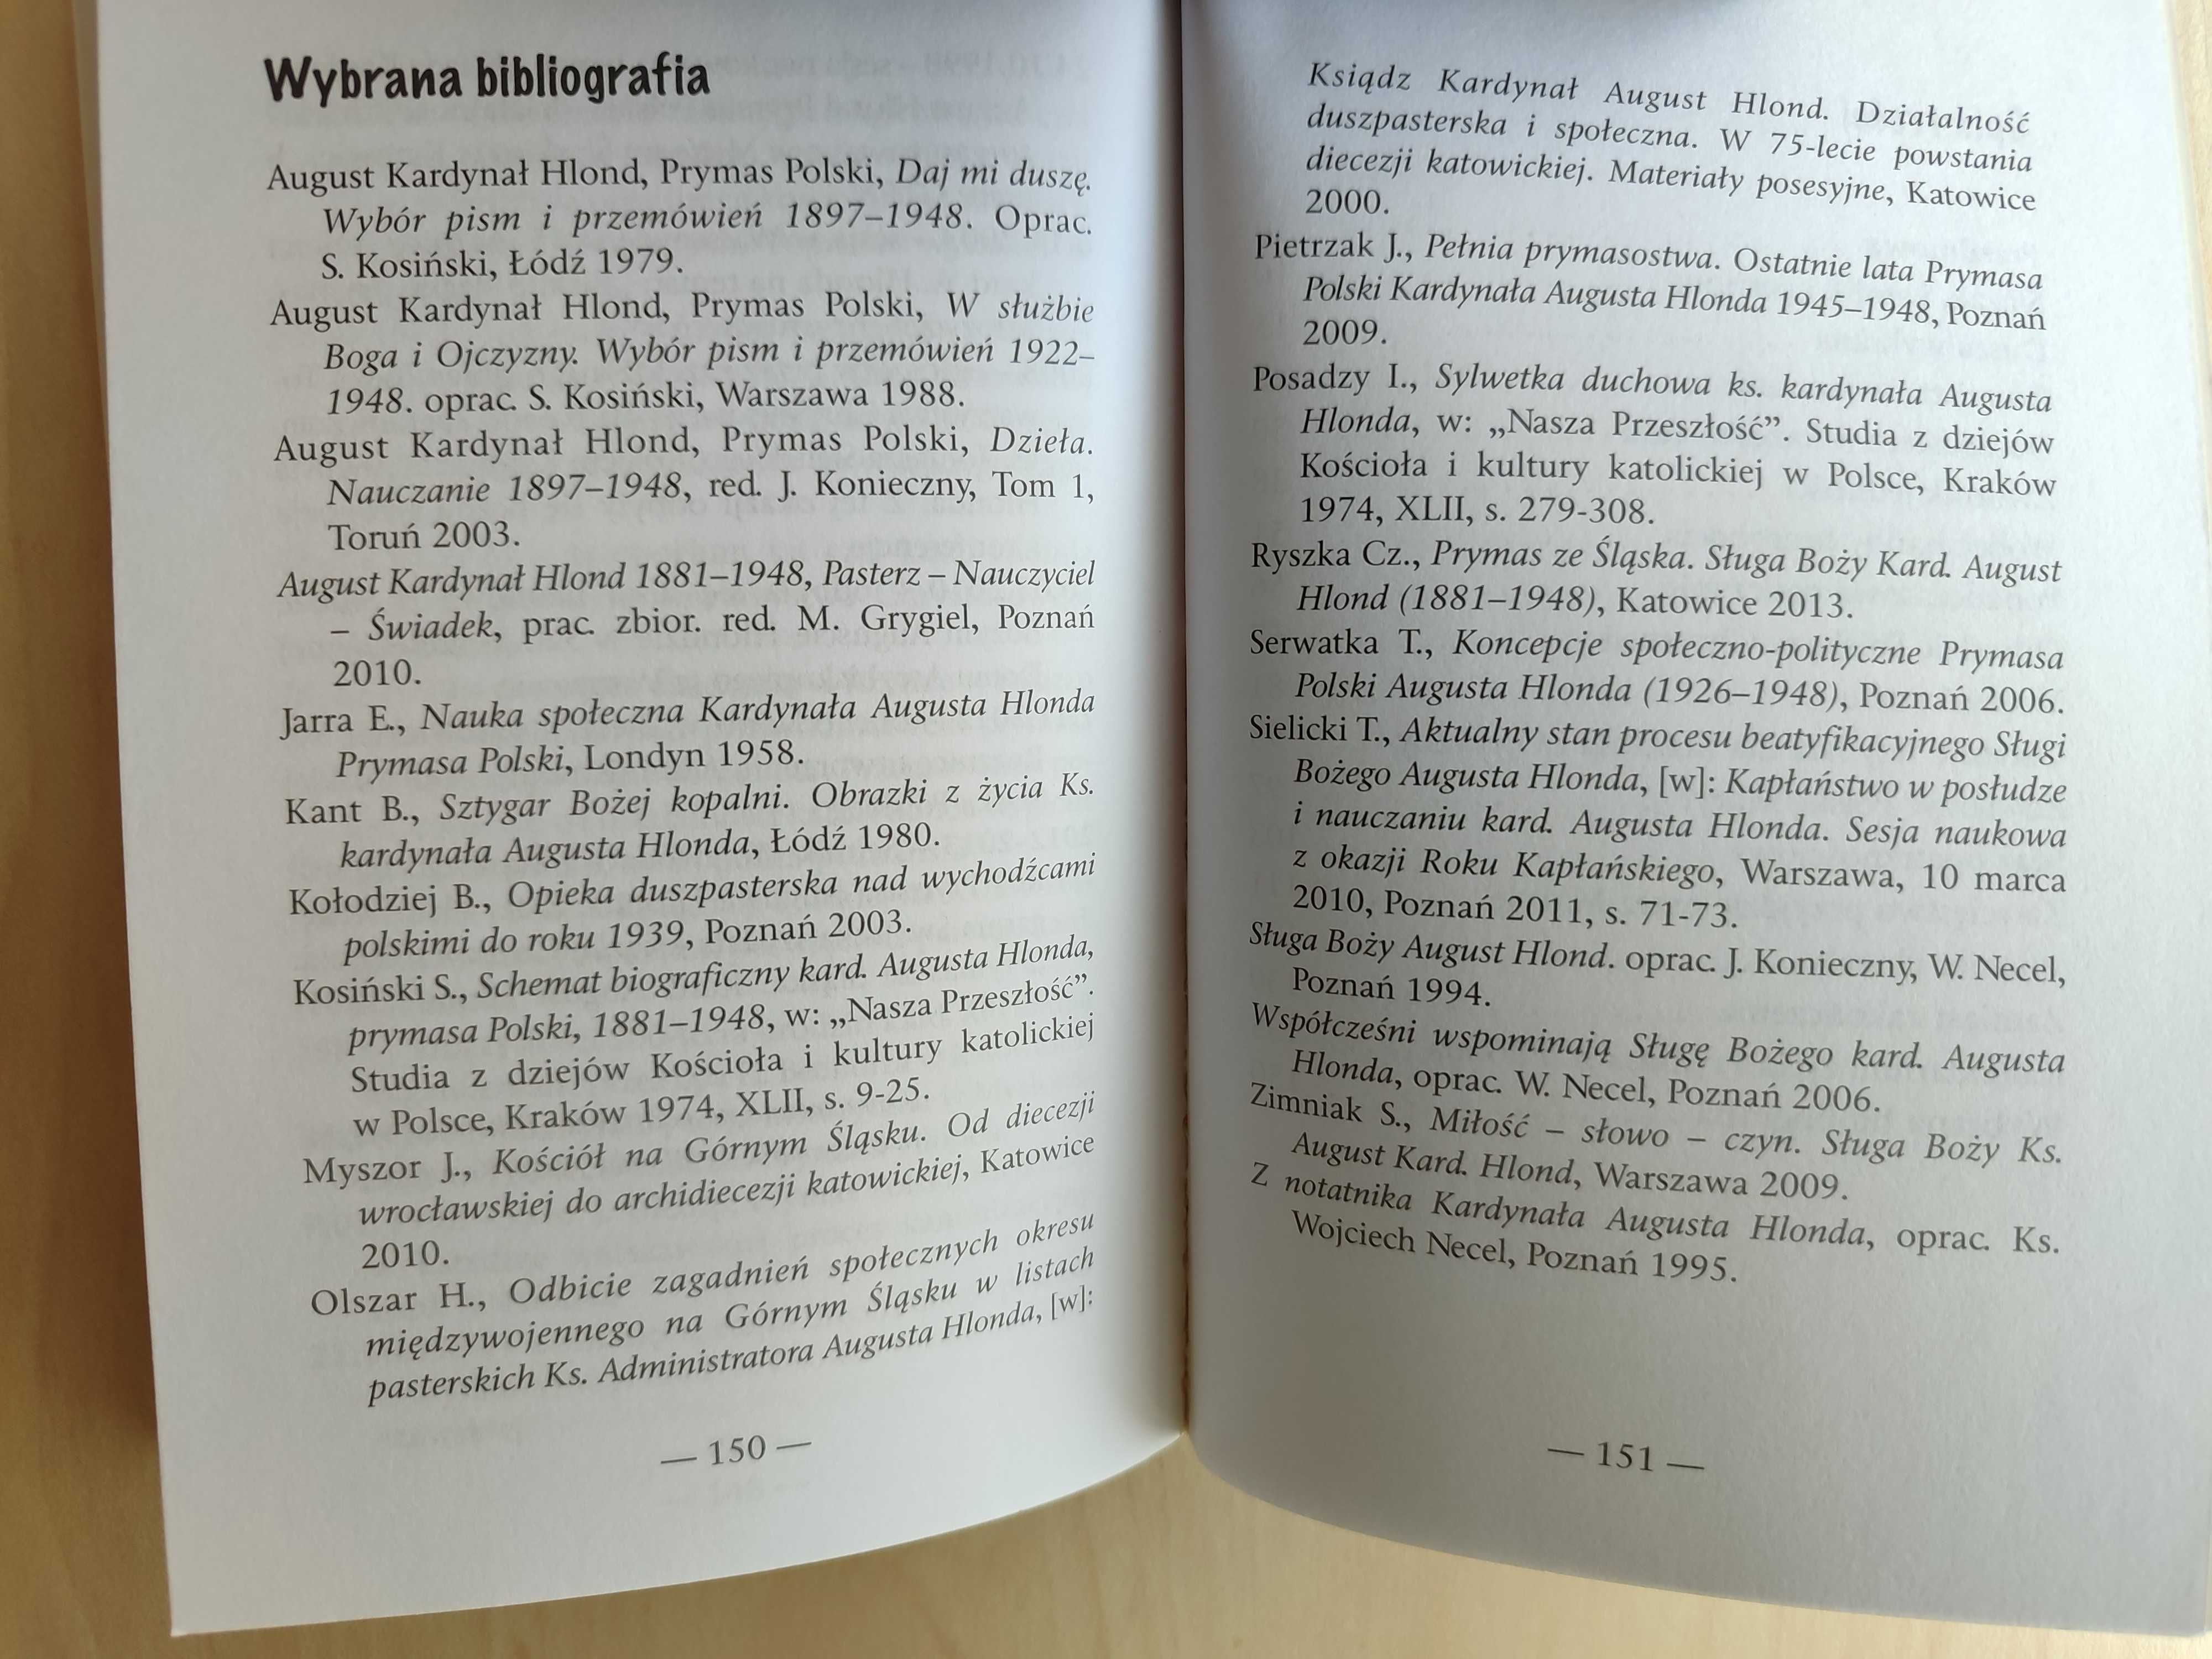 Wybrana bibliografia
August Kardynał Hlond, Prymas Polski, Daj mi duszę.
Wybór pism i przemówień 1897–1948. Oprac.
S. Kosiński, Łódź 1979.
August Kardynał Hlond, Prymas Polski, W służbie
Boga i Ojczyzny. Wybór pism i przemówień 1922–
1948. oprac. S. Kosiński, Warszawa 1988.
August Kardynał Hlond, Prymas Polski, Dzieła.
Nauczanie 1897–1948, red. J. Konieczny, Tom 1,
Toruń 2003.
August Kardynał Hlond 1881–1948, Pasterz – Nauczyciel
– Świadek, prac. zbior. red. M. Grygiel, Poznań
2010.
Jarra E., Nauka społeczna Kardynała Augusta Hlonda
Prymasa Polski, Londyn 1958.
Kant B., Sztygar Bożej kopalni. Obrazki z życia Ks.
kardynała Augusta Hlonda, Łódź 1980.
Kołodziej B., Opieka duszpasterska nad wychodźcami
polskimi do roku 1939, Poznań 2003.
Kosiński S., Schemat biograficzny kard. Augusta Hlonda,
prymasa Polski, 1881–1948, w: „Nasza Przeszłość”.
Studia z dziejów Kościoła i kultury katolickiej
w Polsce, Kraków 1974, XLII, s. 9-25.
Myszor J., Kościół na Górnym Śląsku. Od diecezji
wrocławskiej do archidiecezji katowickiej, Katowice
2010.
Olszar H., Odbicie zagadnień społecznych okresu
międzywojennego na Górnym Śląsku w listach
pasterskich Ks. Administratora Augusta Hlonda, [w]:
— 150 —
Ksiądz Kardynał August Hlond. Działalność
duszpasterska i społeczna. W 75-lecie powstania
diecezji katowickiej. Materiały posesyjne, Katowice
2000.
Pietrzak J., Pełnia prymasostwa. Ostatnie lata Prymasa
Polski Kardynała Augusta Hlonda 1945–1948, Poznań
2009.
Posadzy I., Sylwetka duchowa ks. kardynała Augusta
Hlonda, w: „Nasza Przeszłość”. Studia z dziejów
Kościoła i kultury katolickiej w Polsce, Kraków
1974, XLII, s. 279-308.
Ryszka Cz., Prymas ze Śląska. Sługa Boży Kard. August
Hlond (1881–1948), Katowice 2013.
Serwatka T., Koncepcje społeczno-polityczne Prymasa
Polski Augusta Hlonda (1926–1948), Poznań 2006.
Sielicki T., Aktualny stan procesu beatyfikacyjnego Sługi
Bożego Augusta Hlonda, [w]: Kapłaństwo w posłudze
i nauczaniu kard. Augusta Hlonda. Sesja naukowa
z okazji Roku Kapłańskiego, Warszawa, 10 marca
2010, Poznań 2011, s. 71-73.
Sługa Boży August Hlond. oprac. J. Konieczny, W. Necel,
Poznań 1994.
Współcześni wspominają Sługę Bożego kard. Augusta
Hlonda, oprac. W. Necel, Poznań 2006.
Zimniak S., Miłość – słowo – czyn. Sługa Boży Ks.
August Kard. Hlond, Warszawa 2009.
Z notatnika Kardynała Augusta Hlonda, oprac. Ks.
Wojciech Necel, Poznań 1995.
— 151 —